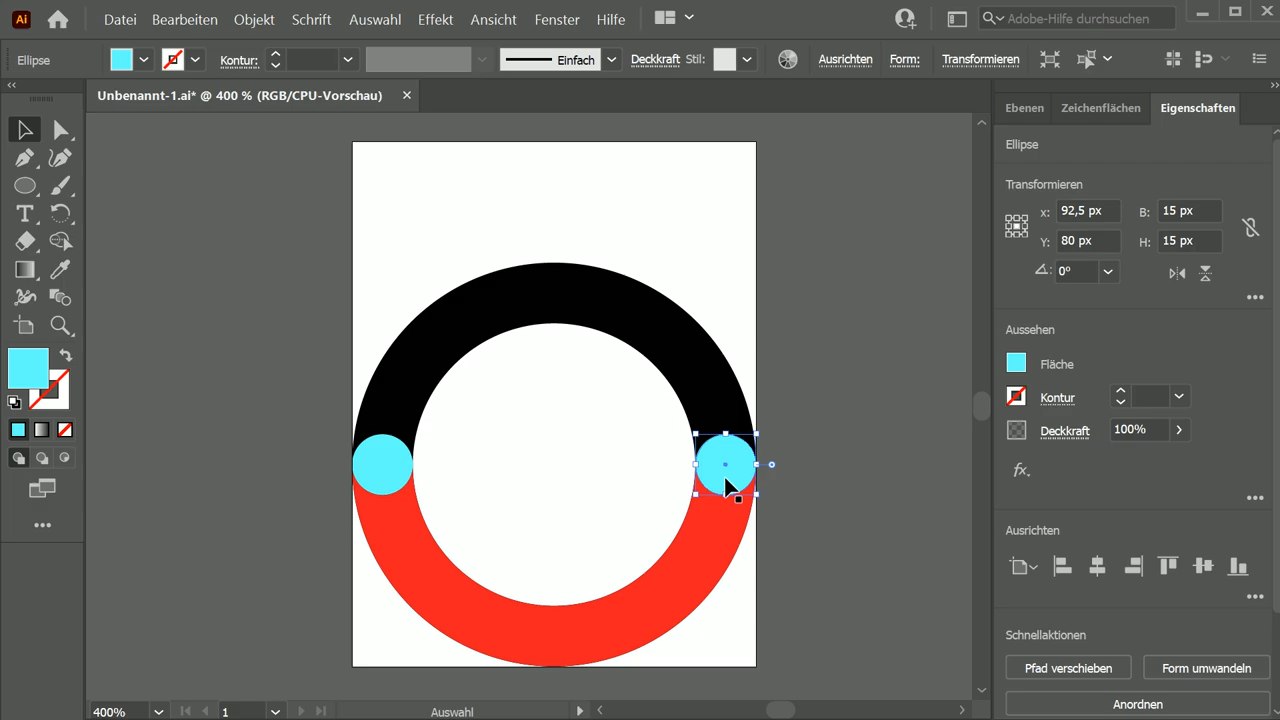 Ai Datei Bearbeiten Objekt Schrift Auswahl Effekt Ansicht Fenster Hilfe Adobe-Hilfe durchsuchen
Ellipse Kontur: Einfach Deckkraft Stil: Ausrichten Form: Transformieren
Unbenannt-1.ai* @ 400 % (RGB/CPU-Vorschau)
Ebenen Zeichenflächen Eigenschaften
Ellipse
Transformieren
X: 92,5 px B: 15 px
Y: 80 px H: 15 px
0°
Aussehen
Fläche
Kontur
Deckkraft 100%
fx.
Ausrichten
Schnellaktionen
Pfad verschieben Form umwandeln
Anordnen
400% 1 Auswahl